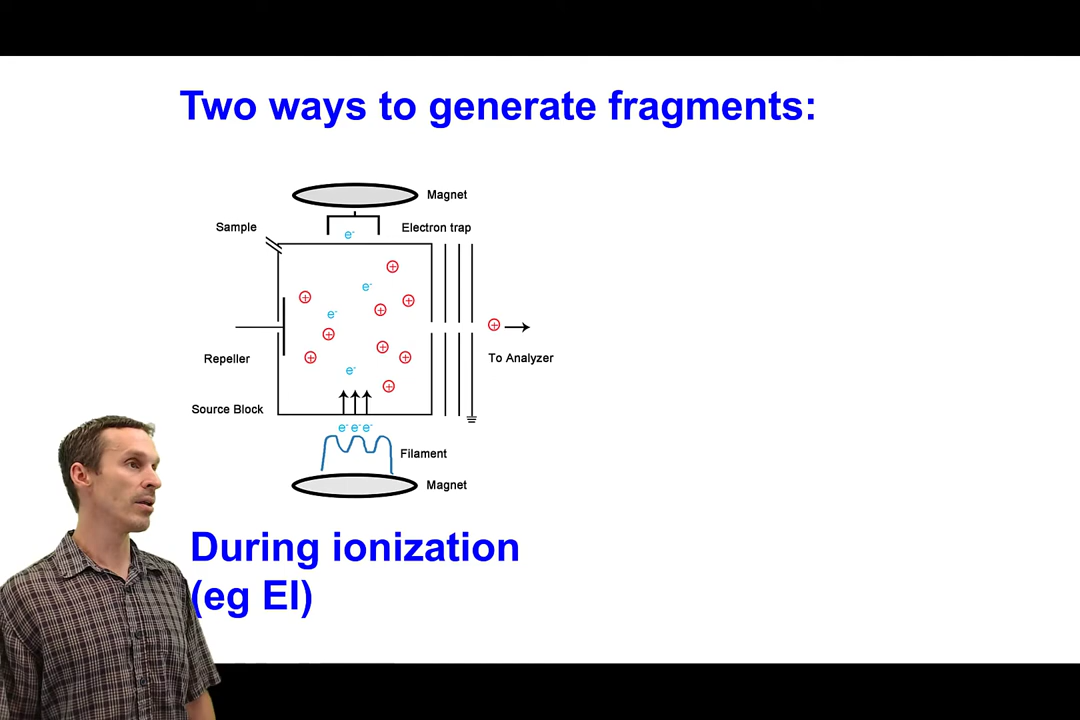 Two ways to generate fragments:
Magnet
Sample
Electron trap
e-
e-
e-
+
+
+
+
+
+
+
+
+
+
To Analyzer
Repeller
e-
Source Block
e- e- e-
Filament
Magnet
During ionization
(eg EI)